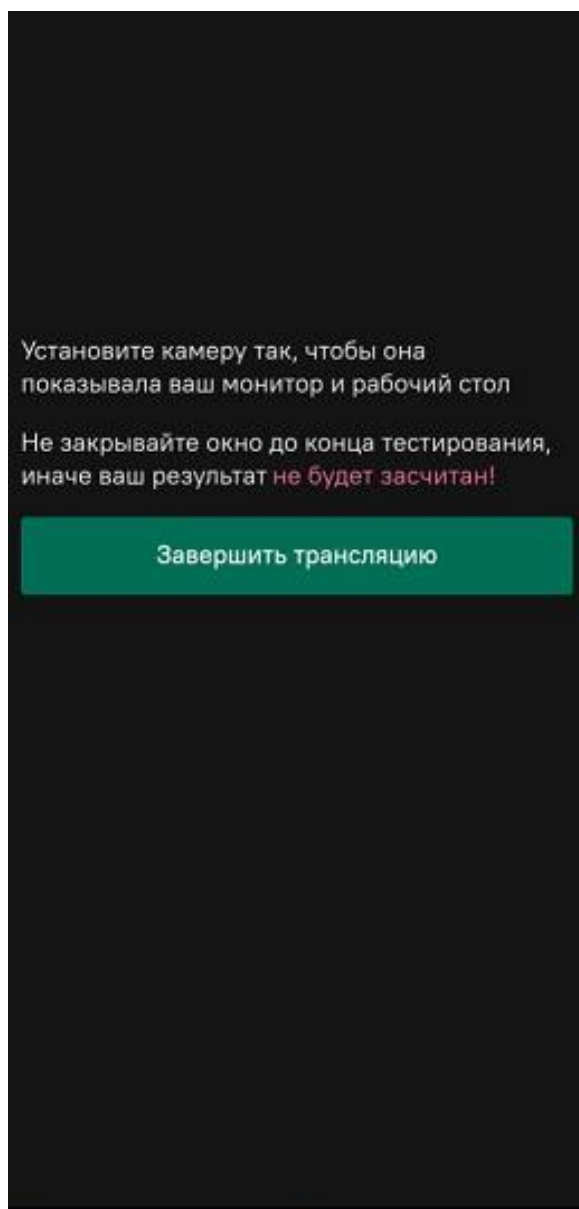 Установите камеру так, чтобы она
показывала ваш монитор и рабочий стол
Не закрывайте окно до конца тестирования,
иначе ваш результат не будет засчитан!
Завершить трансляцию